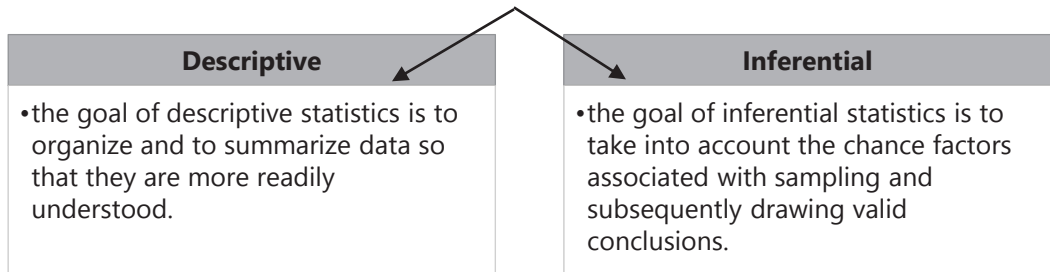 Descriptive
•the goal of descriptive statistics is to
organize and to summarize data so
that they are more readily
understood.
Inferential
•the goal of inferential statistics is to
take into account the chance factors
associated with sampling and
subsequently drawing valid
conclusions.